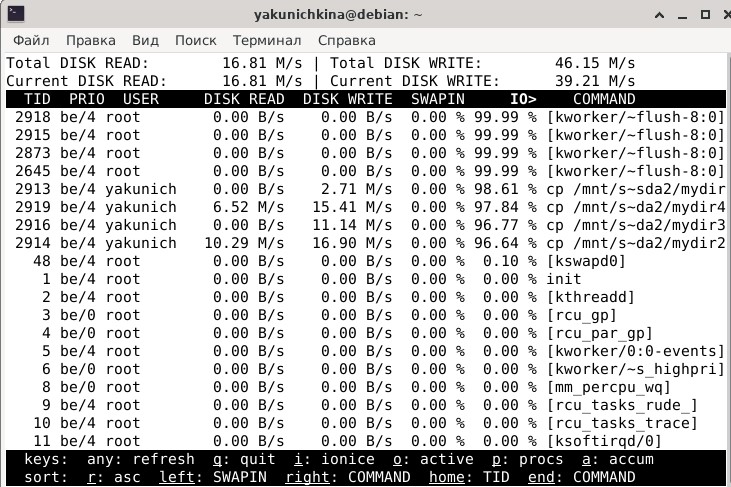 yakunichkina@debian: ~
Файл Правка Вид Поиск Терминал Справка
Total DISK READ: 16.81 M/s | Total DISK WRITE: 46.15 M/s
Current DISK READ: 16.81 M/s | Current DISK WRITE: 39.21 M/s
TID PRIO USER DISK READ DISK WRITE SWAPIN IO> COMMAND
2918 be/4 root 0.00 B/s 0.00 B/s 0.00 % 99.99 % [kworker/~flush-8:0]
2915 be/4 root 0.00 B/s 0.00 B/s 0.00 % 99.99 % [kworker/~flush-8:0]
2873 be/4 root 0.00 B/s 0.00 B/s 0.00 % 99.99 % [kworker/~flush-8:0]
2645 be/4 root 0.00 B/s 0.00 B/s 0.00 % 99.99 % [kworker/~flush-8:0]
2913 be/4 yakunich 0.00 B/s 2.71 M/s 0.00 % 98.61 % cp /mnt/s~sda2/mydir
2919 be/4 yakunich 6.52 M/s 15.41 M/s 0.00 % 97.84 % cp /mnt/s~da2/mydir4
2916 be/4 yakunich 0.00 B/s 11.14 M/s 0.00 % 96.77 % cp /mnt/s~da2/mydir3
2914 be/4 yakunich 10.29 M/s 16.90 M/s 0.00 % 96.64 % cp /mnt/s~da2/mydir2
48 be/4 root 0.00 B/s 0.00 B/s 0.00 % 0.10 % [kswapd0]
1 be/4 root 0.00 B/s 0.00 B/s 0.00 % 0.00 % init
2 be/4 root 0.00 B/s 0.00 B/s 0.00 % 0.00 % [kthreadd]
3 be/0 root 0.00 B/s 0.00 B/s 0.00 % 0.00 % [rcu_gp]
4 be/0 root 0.00 B/s 0.00 B/s 0.00 % 0.00 % [rcu_par_gp]
5 be/4 root 0.00 B/s 0.00 B/s 0.00 % 0.00 % [kworker/0:0-events]
6 be/0 root 0.00 B/s 0.00 B/s 0.00 % 0.00 % [kworker/~s_highpri]
8 be/0 root 0.00 B/s 0.00 B/s 0.00 % 0.00 % [mm_percpu_wq]
9 be/4 root 0.00 B/s 0.00 B/s 0.00 % 0.00 % [rcu_tasks_rude_]
10 be/4 root 0.00 B/s 0.00 B/s 0.00 % 0.00 % [rcu_tasks_trace]
11 be/4 root 0.00 B/s 0.00 B/s 0.00 % 0.00 % [ksoftirqd/0]
keys: any: refresh q: quit i: ionice o: active p: procs a: accum
sort: r: asc left: SWAPIN right: COMMAND home: TID end: COMMAND